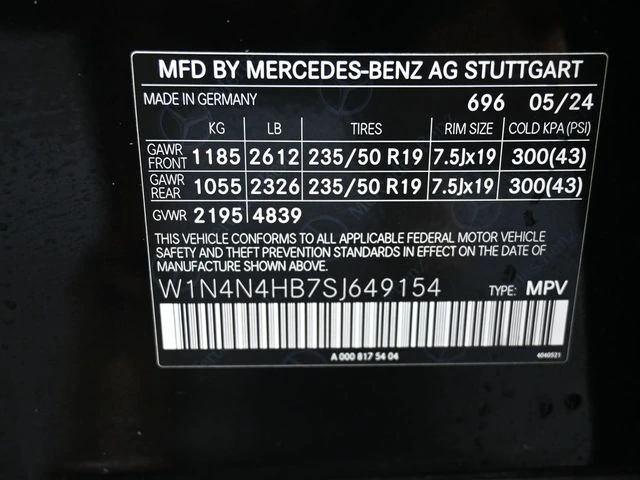 MFD BY MERCEDES-BENZ AG STUTTGART
MADE IN GERMANY 696 05/24
KG LB TIRES RIM SIZE COLD KPA (PSI)
GAWR FRONT 1185 2612 235/50 R19 7.5Jx19 300(43)
GAWR REAR 1055 2326 235/50 R19 7.5Jx19 300(43)
GVWR 2195 4839
THIS VEHICLE CONFORMS TO ALL APPLICABLE FEDERAL MOTOR VEHICLE
SAFETY AND THEFT PREVENTION STANDARDS IN EFFECT ON THE DATE OF
MANUFACTURE SHOWN ABOVE.
W1N4N4HB7SJ649154 TYPE: MPV
A 000 817 54 04 4040521